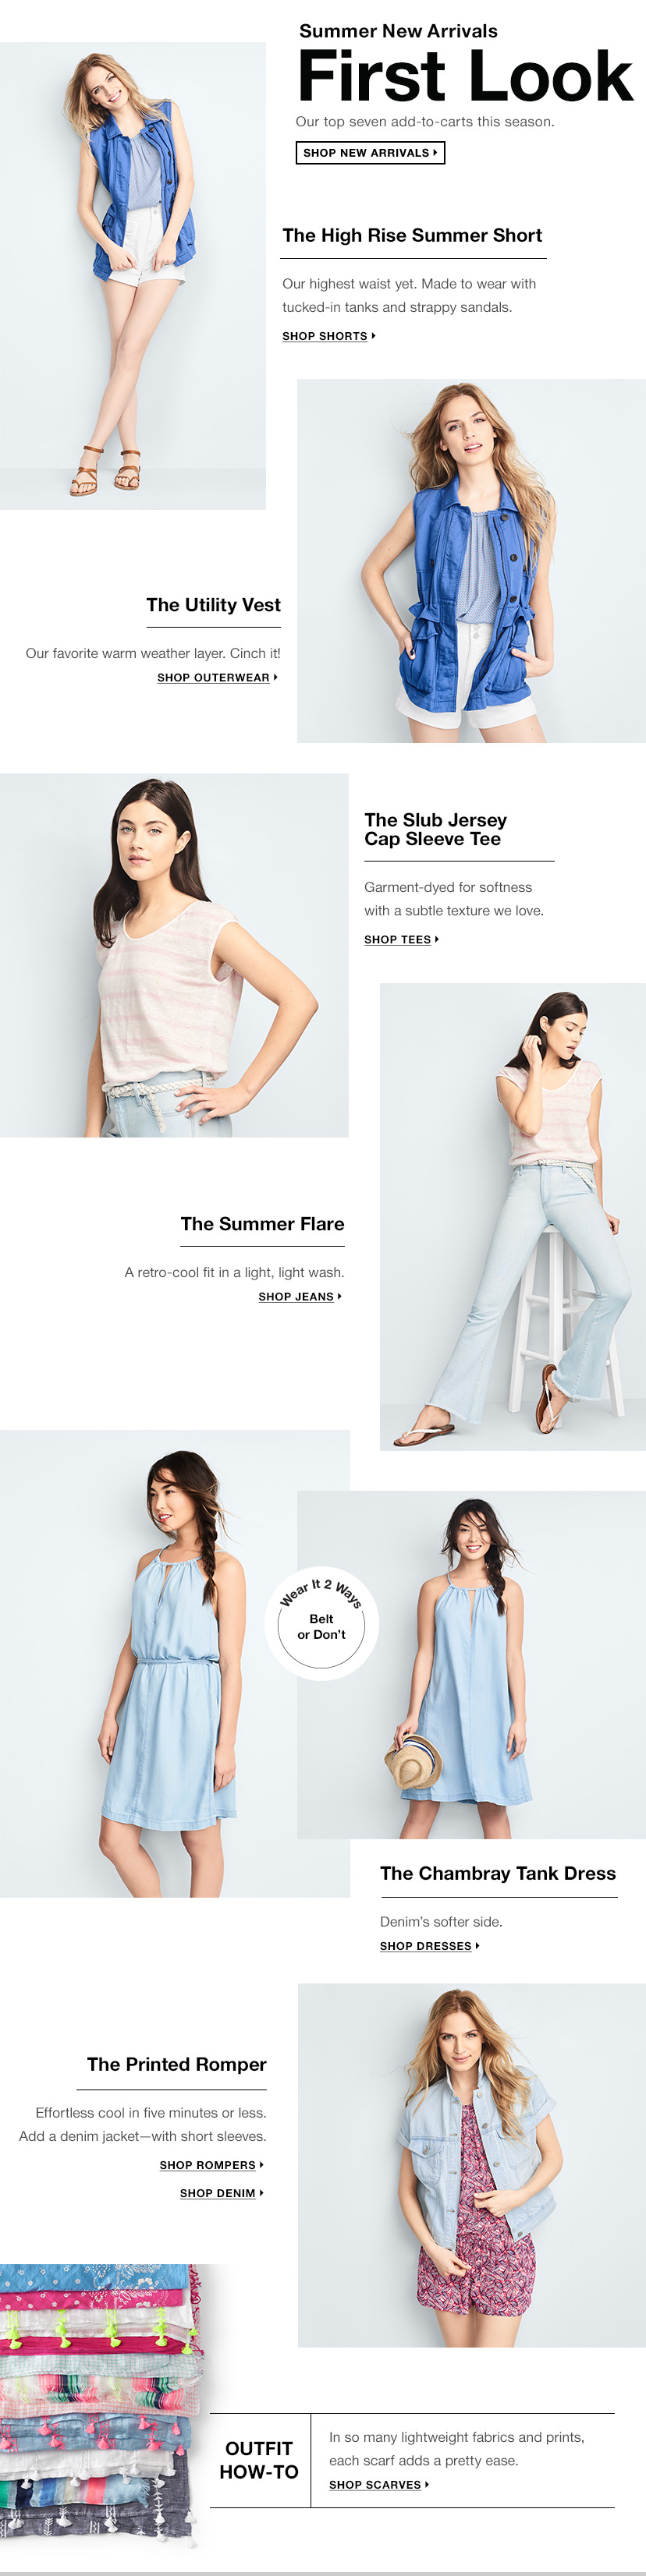 Summer New Arrivals
First Look
Our top seven add-to-carts this season.
SHOP NEW ARRIVALS
The High Rise Summer Short
Our highest waist yet. Made to wear with
tucked-in tanks and strappy sandals.
SHOP SHORTS
The Utility Vest
Our favorite warm weather layer. Cinch it!
SHOP OUTERWEAR
The Slub Jersey
Cap Sleeve Tee
Garment-dyed for softness
with a subtle texture we love.
SHOP TEES
The Summer Flare
A retro-cool fit in a light, light wash.
SHOP JEANS
Wear It 2 Ways
Belt
or Don't
The Chambray Tank Dress
Denim's softer side.
SHOP DRESSES
The Printed Romper
Effortless cool in five minutes or less.
Add a denim jacket—with short sleeves.
SHOP ROMPERS
SHOP DENIM
OUTFIT
HOW-TO
In so many lightweight fabrics and prints,
each scarf adds a pretty ease.
SHOP SCARVES